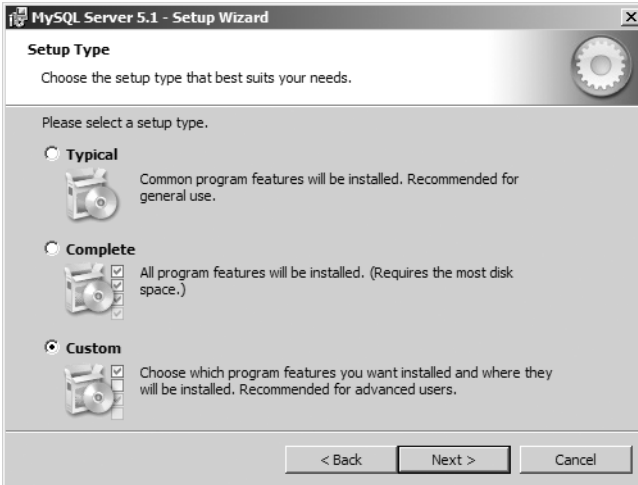 MySQL Server 5.1 - Setup Wizard
Setup Type
Choose the setup type that best suits your needs.
Please select a setup type.
Typical
Common program features will be installed. Recommended for
general use.
Complete
All program features will be installed. (Requires the most disk
space.)
Custom
Choose which program features you want installed and where they
will be installed. Recommended for advanced users.
< Back
Next >
Cancel